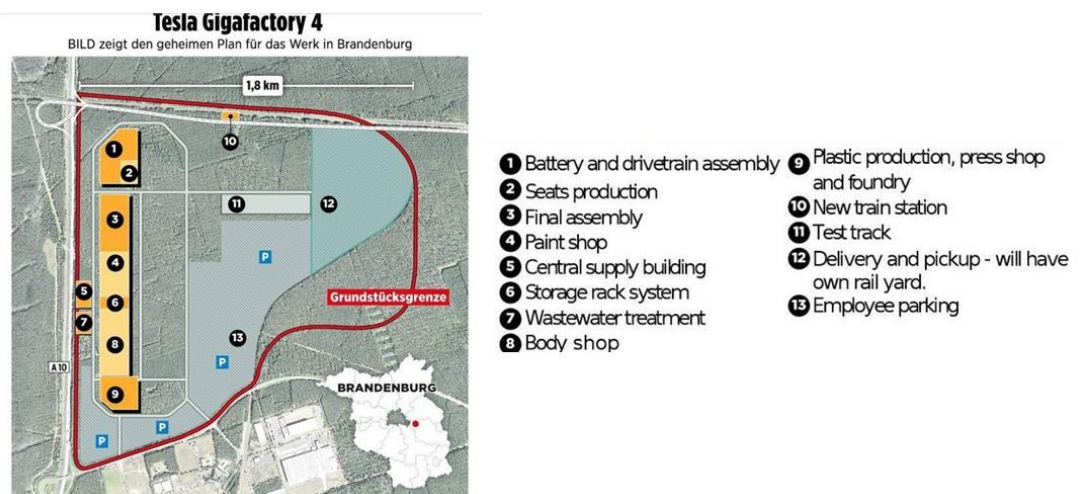 Tesla Gigafactory 4
BILD zeigt den geheimen Plan für das Werk in Brandenburg
1,8 km
10
1
2
3
11
12
4
P
5
6
Grundstücksgrenze
7
13
8
P
A 10
BRANDENBURG
9
P
P
1 Battery and drivetrain assembly
2 Seats production
3 Final assembly
4 Paint shop
5 Central supply building
6 Storage rack system
7 Wastewater treatment
8 Body shop
9 Plastic production, press shop
and foundry
10 New train station
11 Test track
12 Delivery and pickup - will have
own rail yard.
13 Employee parking